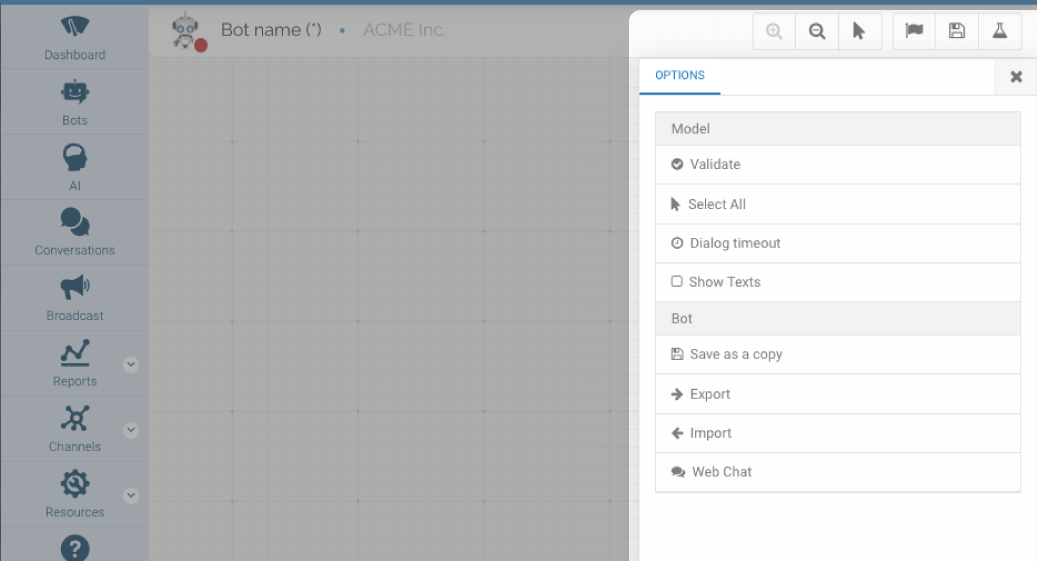 Dashboard
Bots
AI
Conversations
Broadcast
Reports
Channels
Resources
Bot name (*) • ACME Inc.
OPTIONS
Model
Validate
Select All
Dialog timeout
Show Texts
Bot
Save as a copy
Export
Import
Web Chat